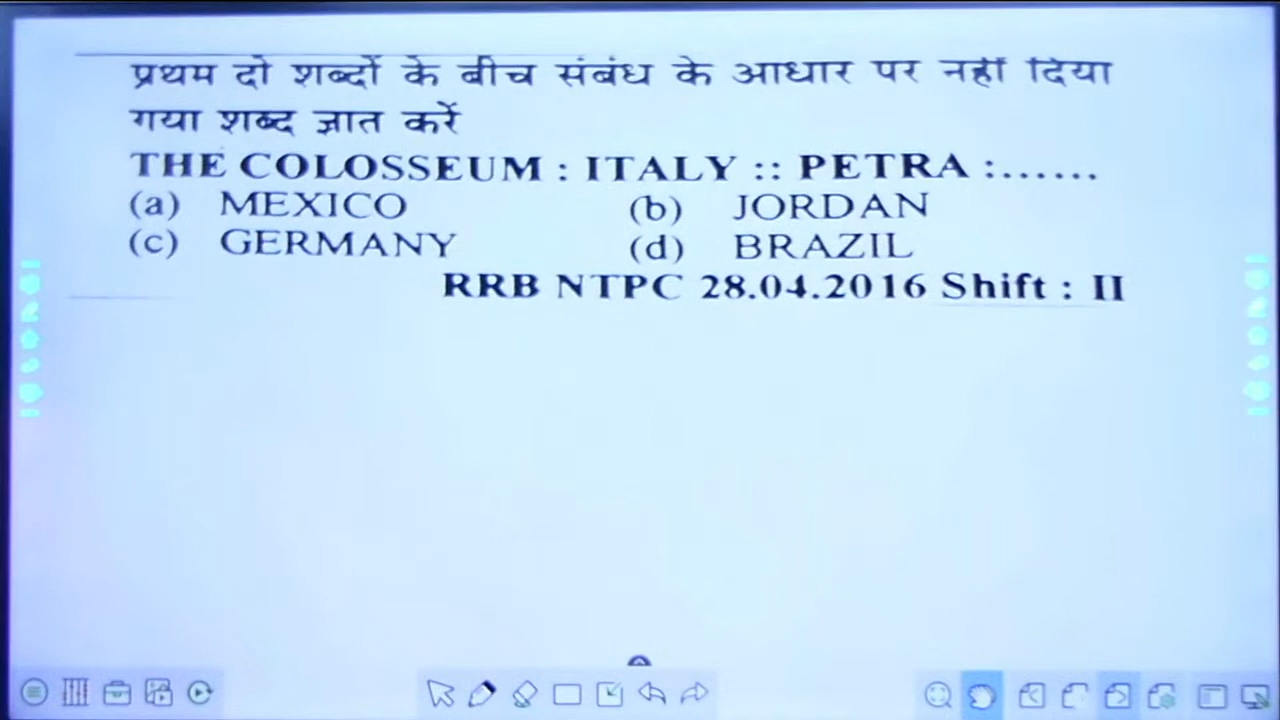 प्रथम दो शब्दों के बीच संबंध के आधार पर नहीं दिया
गया शब्द ज्ञात करें
THE COLOSSEUM : ITALY :: PETRA :......
(a) MEXICO (b) JORDAN
(c) GERMANY (d) BRAZIL
RRB NTPC 28.04.2016 Shift : II